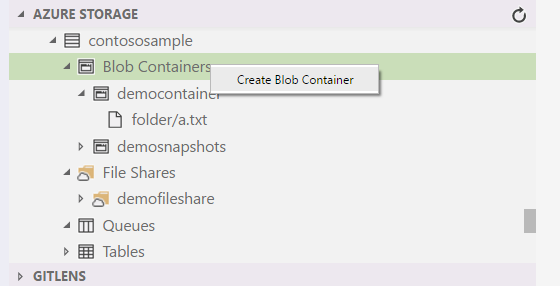 AZURE STORAGE
contososample
Blob Containers
Create Blob Container
democontainer
folder/a.txt
demosnapshots
File Shares
demofileshare
Queues
Tables
GITLENS